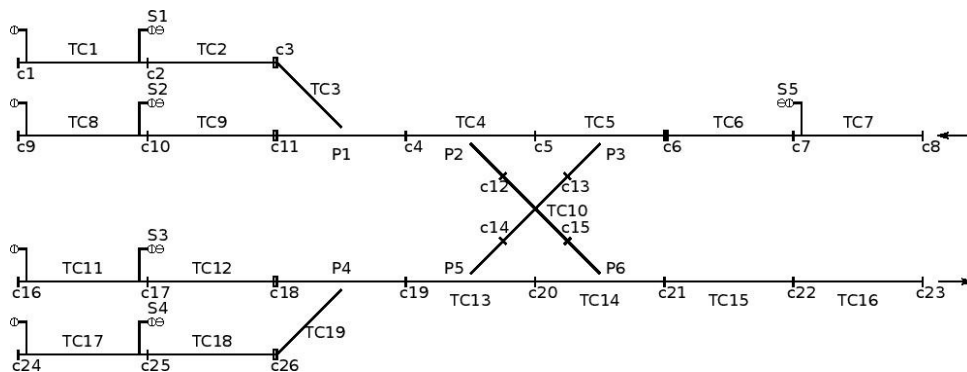 S1
TC1 TC2 c3
c1 c2 TC3
S2 S5
TC8 TC9 TC4 TC5 TC6 TC7
c9 c10 c11 P1 c4 P2 c5 P3 c6 c7 c8
c12 c13
TC10
c14 c15
S3
TC11 TC12 P4 P5 P6
c16 c17 c18 c19 c20 c21 c22 c23
TC13 TC14 TC15 TC16
S4
TC17 TC18 TC19
c24 c25 c26